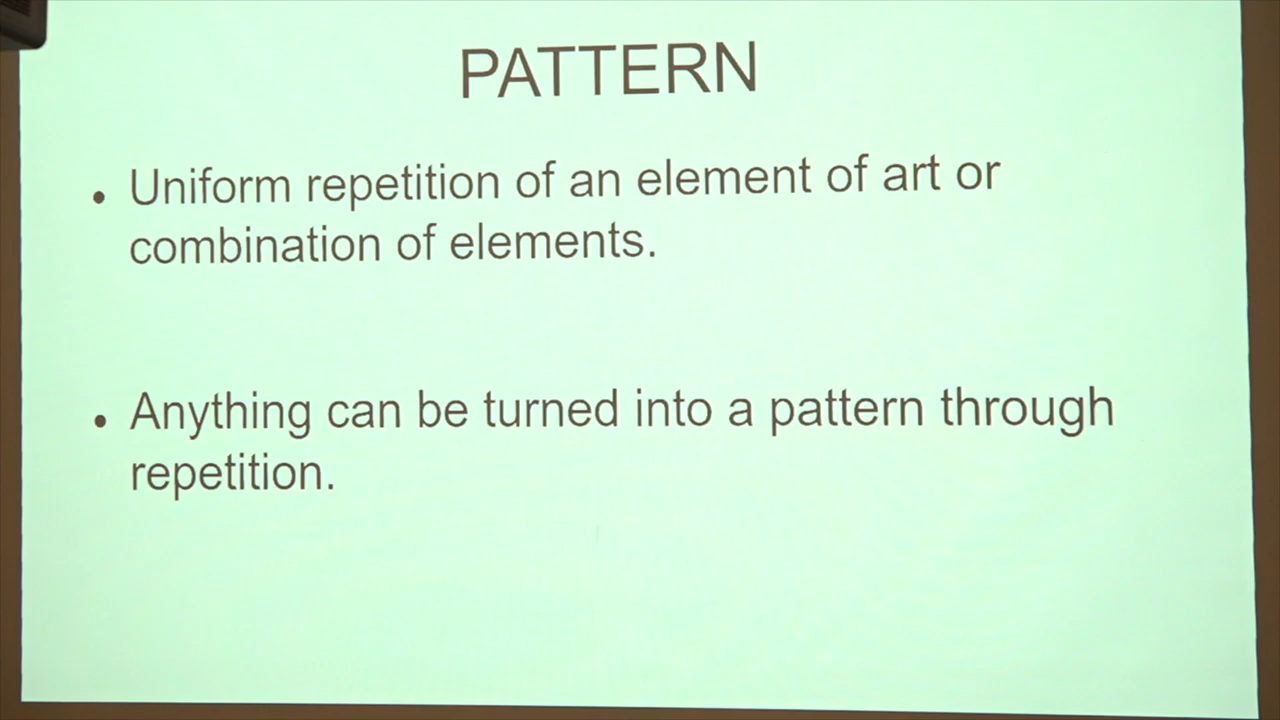 PATTERN
• Uniform repetition of an element of art or
combination of elements.
• Anything can be turned into a pattern through
repetition.